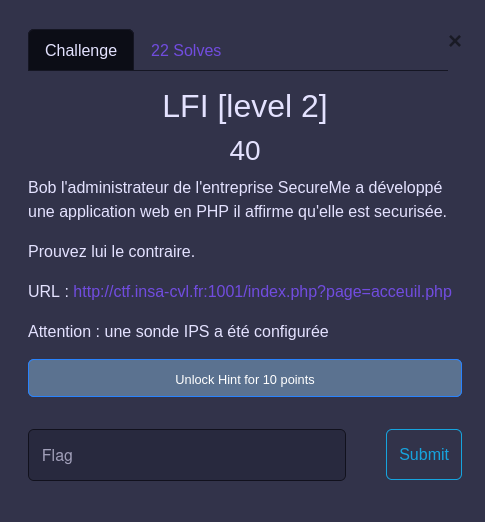 Challenge
22 Solves
×
LFI [level 2]
40
Bob l'administrateur de l'entreprise SecureMe a développé
une application web en PHP il affirme qu'elle est securisée.
Prouvez lui le contraire.
URL : http://ctf.insa-cvl.fr:1001/index.php?page=acceuil.php
Attention : une sonde IPS a été configurée
Unlock Hint for 10 points
Flag
Submit